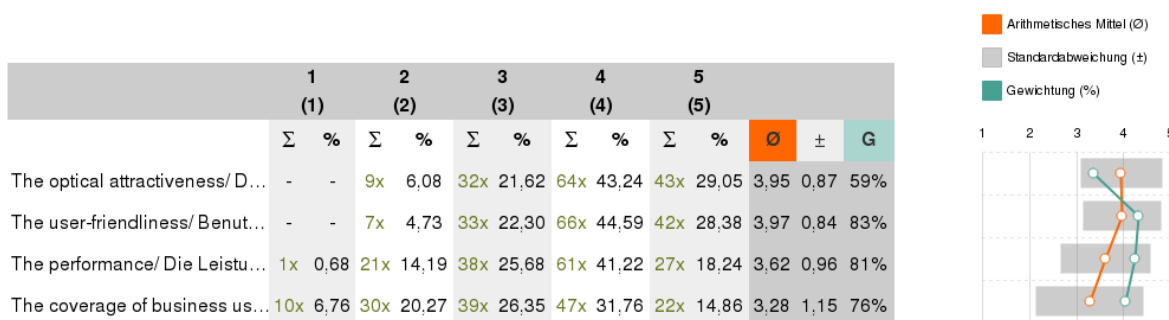 Arithmetisches Mittel (Ø)
Standardabweichung (±)
Gewichtung (%)
1 2 3 4 5
(1) (2) (3) (4) (5)
Σ % Σ % Σ % Σ % Σ % Ø ± G
1 2 3 4 5
The optical attractiveness/ D... - - 9x 6,08 32x 21,62 64x 43,24 43x 29,05 3,95 0,87 59%
The user-friendliness/ Benut... - - 7x 4,73 33x 22,30 66x 44,59 42x 28,38 3,97 0,84 83%
The performance/ Die Leistu... 1x 0,68 21x 14,19 38x 25,68 61x 41,22 27x 18,24 3,62 0,96 81%
The coverage of business us... 10x 6,76 30x 20,27 39x 26,35 47x 31,76 22x 14,86 3,28 1,15 76%